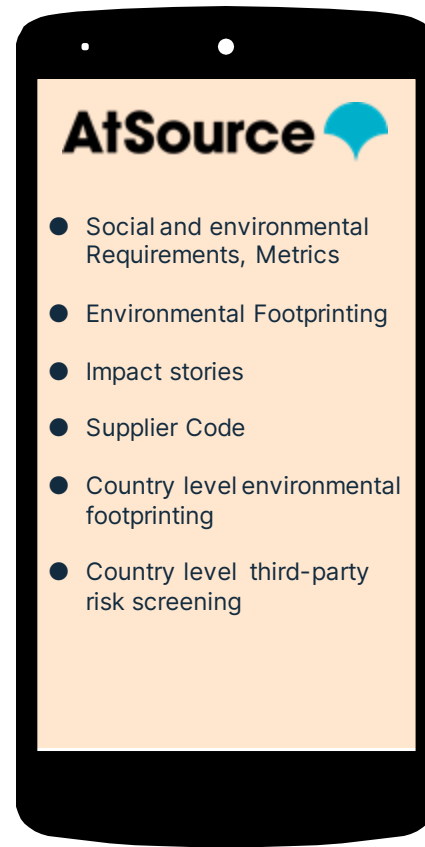 AtSource
Social and environmental
Requirements, Metrics
Environmental Footprinting
Impact stories
Supplier Code
Country level environmental
footprinting
Country level third-party
risk screening